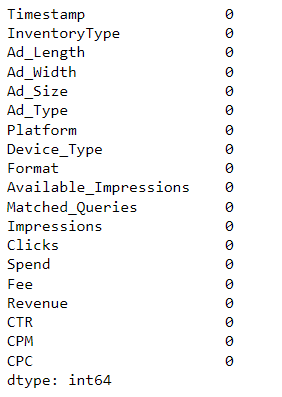 Timestamp 0
InventoryType 0
Ad_Length 0
Ad_Width 0
Ad_Size 0
Ad_Type 0
Platform 0
Device_Type 0
Format 0
Available_Impressions 0
Matched_Queries 0
Impressions 0
Clicks 0
Spend 0
Fee 0
Revenue 0
CTR 0
CPM 0
CPC 0
dtype: int64